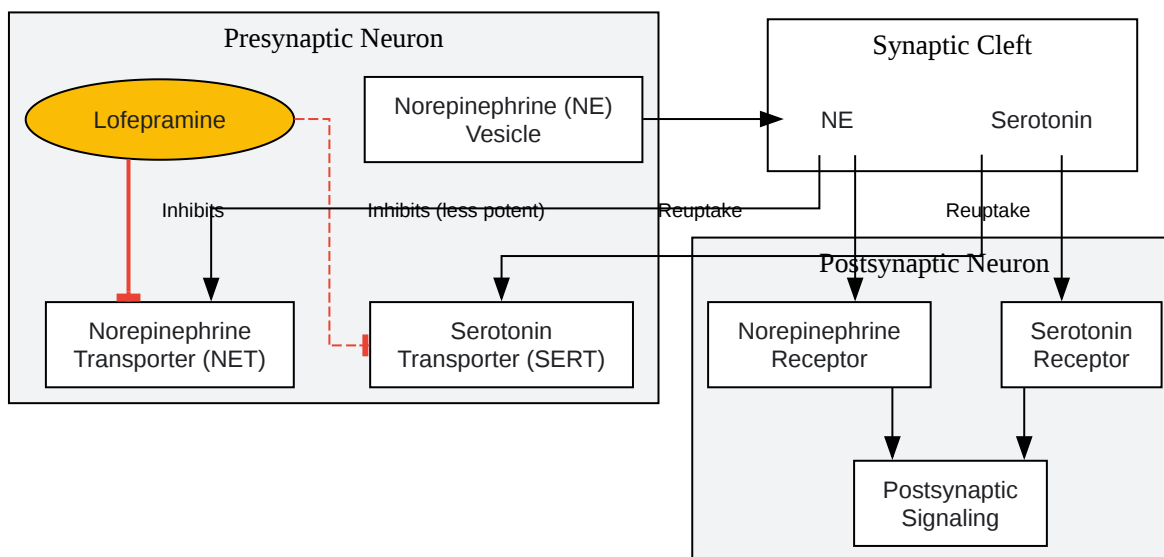 Presynaptic Neuron
Synaptic Cleft
Lofepramine
Norepinephrine (NE)
Vesicle
NE
Serotonin
Inhibits
Inhibits (less potent)
Reuptake
Reuptake
Postsynaptic Neuron
Norepinephrine
Transporter (NET)
Serotonin
Transporter (SERT)
Norepinephrine
Receptor
Serotonin
Receptor
Postsynaptic
Signaling